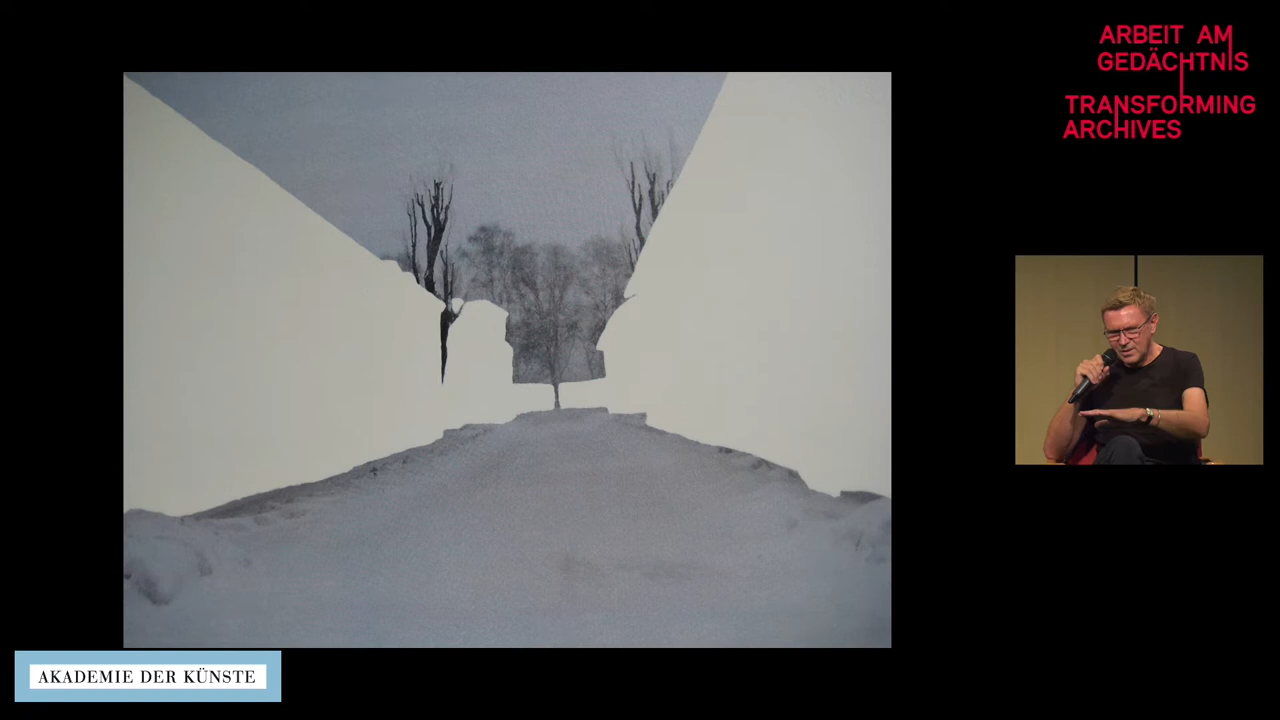 ARBEIT AM
GEDÄCHTNIS
TRANSFORMING
ARCHIVES
AKADEMIE DER KÜNSTE